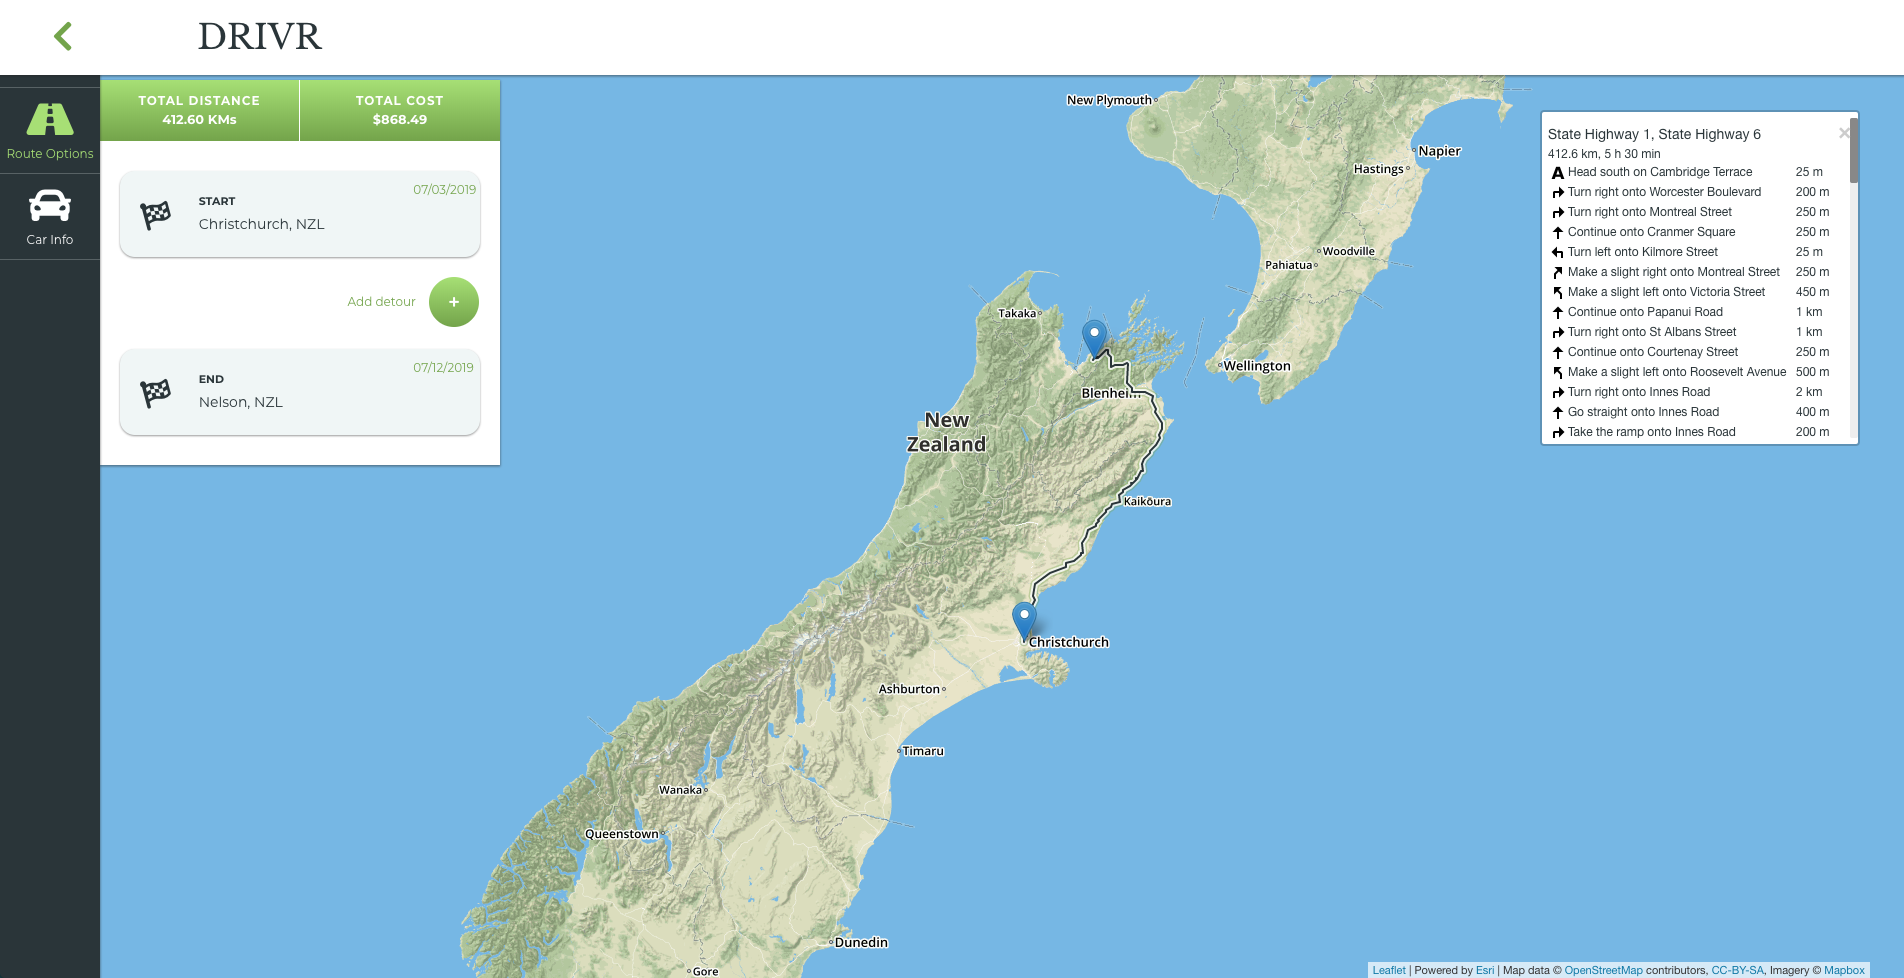 DRIVR
Route Options
Car Info
TOTAL DISTANCE
412.60 KMs
TOTAL COST
$868.49
07/03/2019
START
Christchurch, NZL
Add detour
+
07/12/2019
END
Nelson, NZL
New Plymouth
Napier
Hastings
Woodville
Pahiatua
Takaka
Wellington
Blenheim
New
Zealand
Kaikōura
Christchurch
Ashburton
Timaru
Wanaka
Queenstown
Dunedin
Gore
State Highway 1, State Highway 6
×
412.6 km, 5 h 30 min
Head south on Cambridge Terrace 25 m
Turn right onto Worcester Boulevard 200 m
Turn right onto Montreal Street 250 m
Continue onto Cranmer Square 250 m
Turn left onto Kilmore Street 25 m
Make a slight right onto Montreal Street 250 m
Make a slight left onto Victoria Street 450 m
Continue onto Papanui Road 1 km
Turn right onto St Albans Street 1 km
Continue onto Courtenay Street 250 m
Make a slight left onto Roosevelt Avenue 500 m
Turn right onto Innes Road 2 km
Go straight onto Innes Road 400 m
Take the ramp onto Innes Road 200 m
Leaflet | Powered by Esri | Map data © OpenStreetMap contributors, CC-BY-SA, Imagery © Mapbox